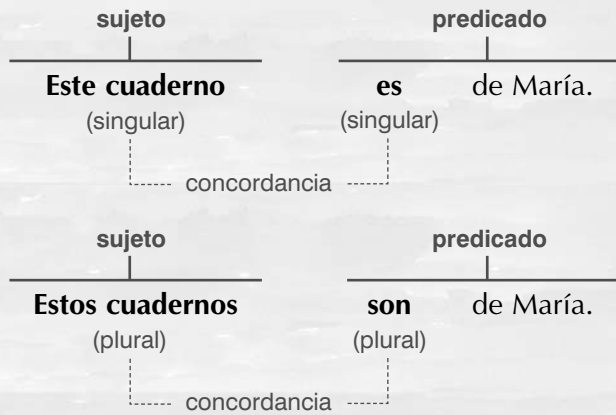 sujeto predicado
Este cuaderno es de María.
(singular) (singular)
concordancia
sujeto predicado
Estos cuadernos son de María.
(plural) (plural)
concordancia